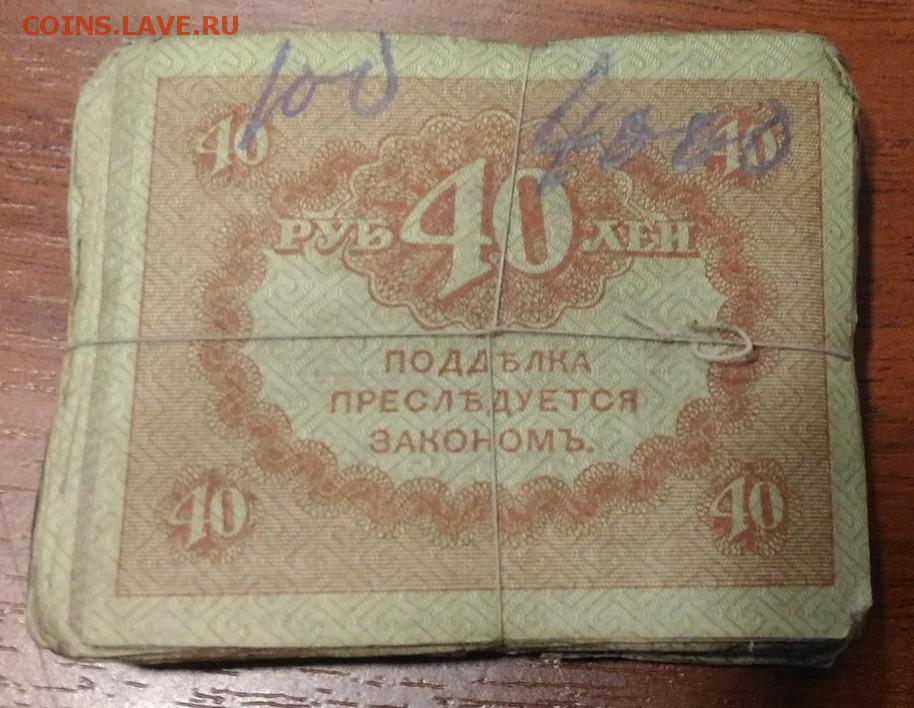 COINS.LAVE.RU
100 4000
40 40
РУБ 40 ЛЕЙ
ПОДДѢЛКА
ПРЕСЛѢДУЕТСЯ
ЗАКОНОМЪ.
40 40